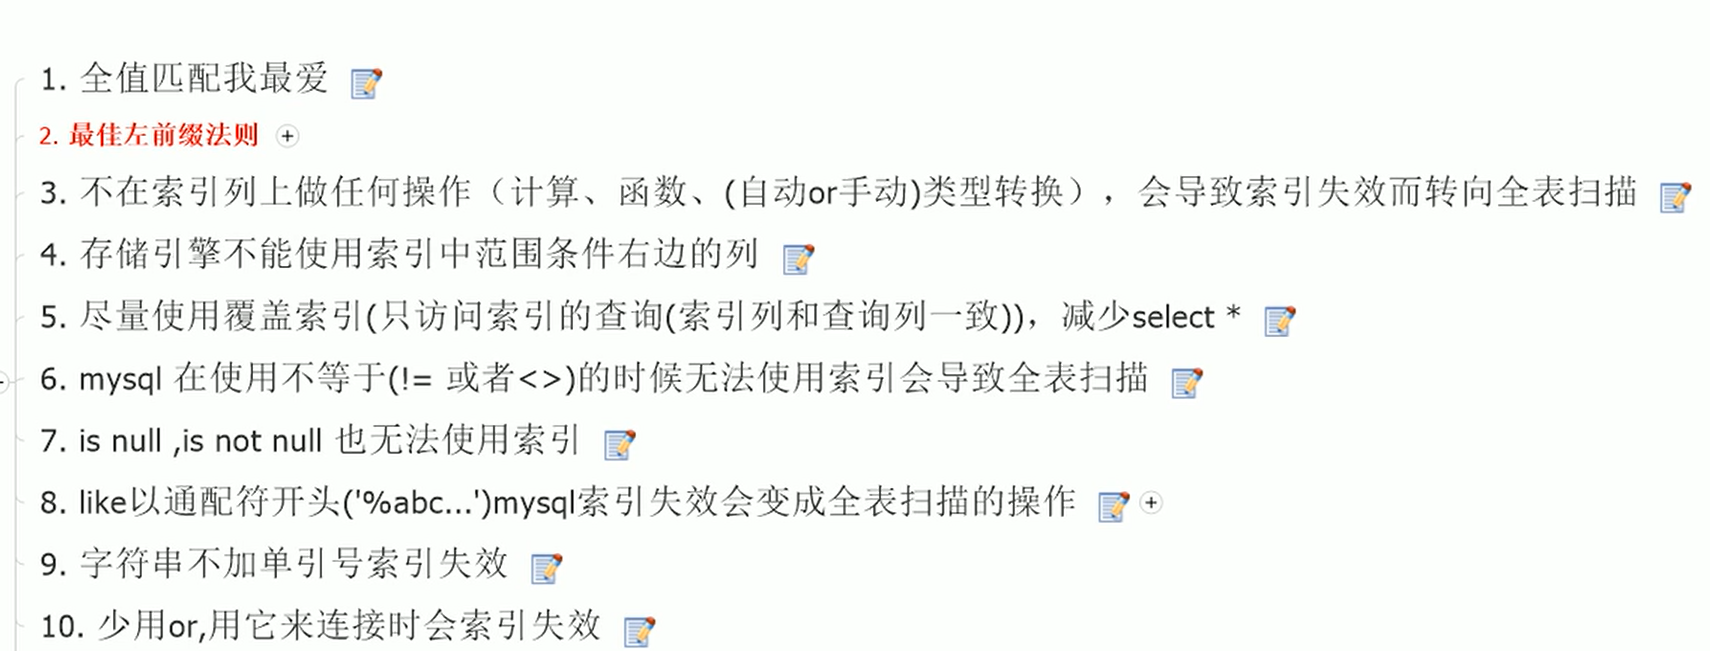 1. 全值匹配我最爱
2. 最佳左前缀法则
3. 不在索引列上做任何操作（计算、函数、(自动or手动)类型转换），会导致索引失效而转向全表扫描
4. 存储引擎不能使用索引中范围条件右边的列
5. 尽量使用覆盖索引(只访问索引的查询(索引列和查询列一致))，减少select *
6. mysql 在使用不等于(!= 或者<>)的时候无法使用索引会导致全表扫描
7. is null ,is not null 也无法使用索引
8. like以通配符开头('%abc...')mysql索引失效会变成全表扫描的操作
9. 字符串不加单引号索引失效
10. 少用or,用它来连接时会索引失效